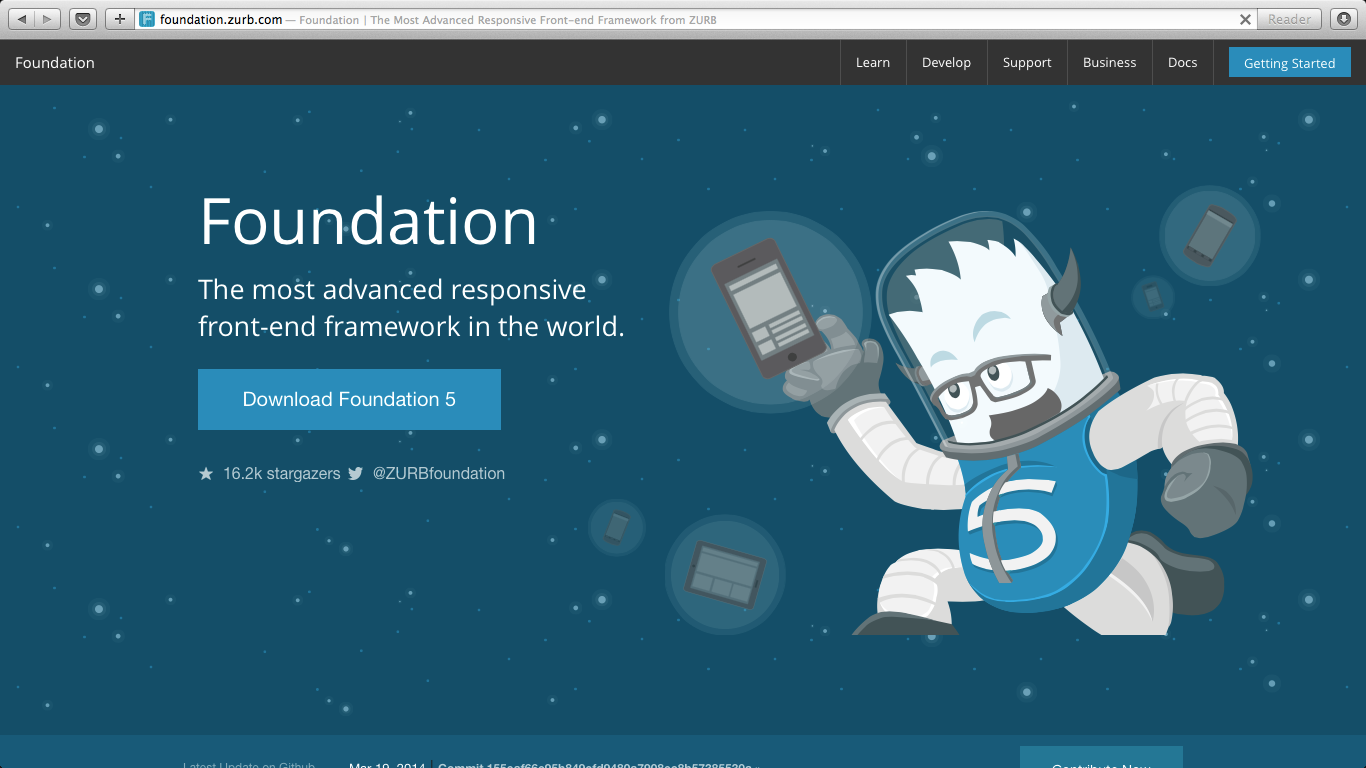 foundation.zurb.com — Foundation | The Most Advanced Responsive Front-end Framework from ZURB
Reader
Foundation
Learn
Develop
Support
Business
Docs
Getting Started
Foundation
The most advanced responsive
front-end framework in the world.
Download Foundation 5
16.2k stargazers
@ZURBfoundation
5
Latest Update on Github
Mar 19, 2014
Commit
Contribute Now